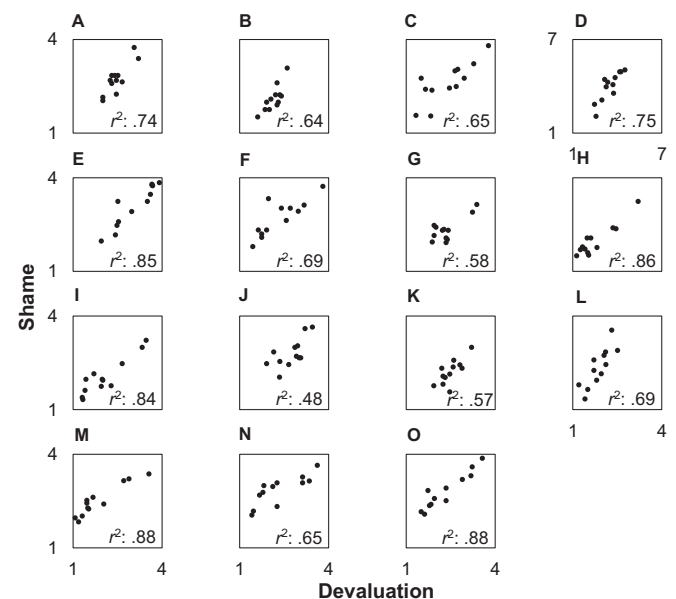 A B C D
4 7
r²: .74 r²: .64 r²: .65 r²: .75
1 1
1 7
E F G H
4
r²: .85 r²: .69 r²: .58 r²: .86
1
Shame
I J K L
4
r²: .84 r²: .48 r²: .57 r²: .69
1
1 4
M N O
4
r²: .88 r²: .65 r²: .88
1
1 4 1 4 1 4
Devaluation